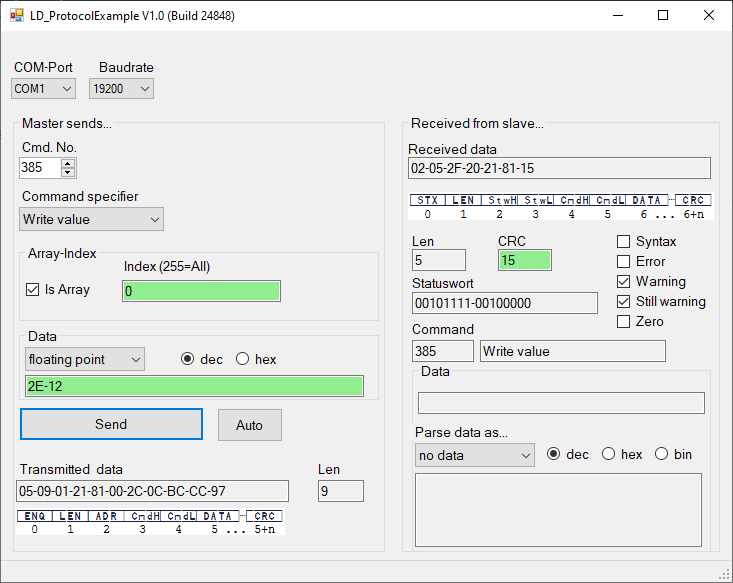 LD_ProtocolExample V1.0 (Build 24848)
COM-Port Baudrate
COM1 19200
Master sends...
Cmd. No.
385
Command specifier
Write value
Array-Index
Index (255=All)
Is Array 0
Data
floating point dec hex
2E-12
Send Auto
Transmitted data Len
05-09-01-21-81-00-2C-0C-BC-CC-97 9
ENQ LEN ADR CmdH CmdL DATA CRC
0 1 2 3 4 5 ... 5+n
Received from slave...
Received data
02-05-2F-20-21-81-15
STX LEN StwH StwL CmdH CmdL DATA CRC
0 1 2 3 4 5 6 ... 6+n
Len CRC Syntax
5 15 Error
Statuswort Warning
00101111-00100000 Still warning
Command Zero
385 Write value
Data
Parse data as...
no data dec hex bin